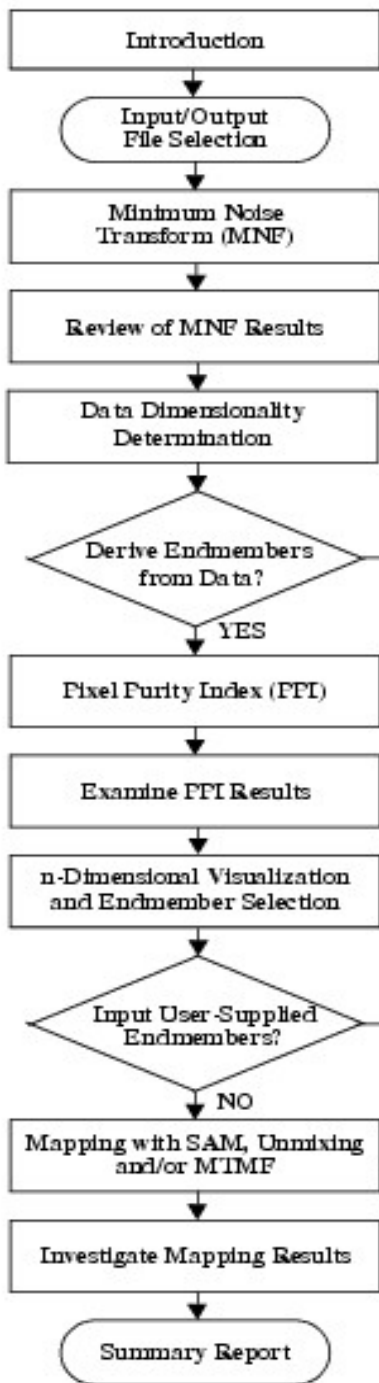 Introduction
Input/Output
File Selection
Minimum Noise
Transform (MNF)
Review of MNF Results
Data Dimensionality
Determination
Derive Endmembers
from Data?
YES
Pixel Purity Index (PPI)
Examine PPI Results
n-Dimensional Visualization
and Endmember Selection
Input User-Supplied
Endmembers?
NO
Mapping with SAM, Unmixing
and/or MTMF
Investigate Mapping Results
Summary Report